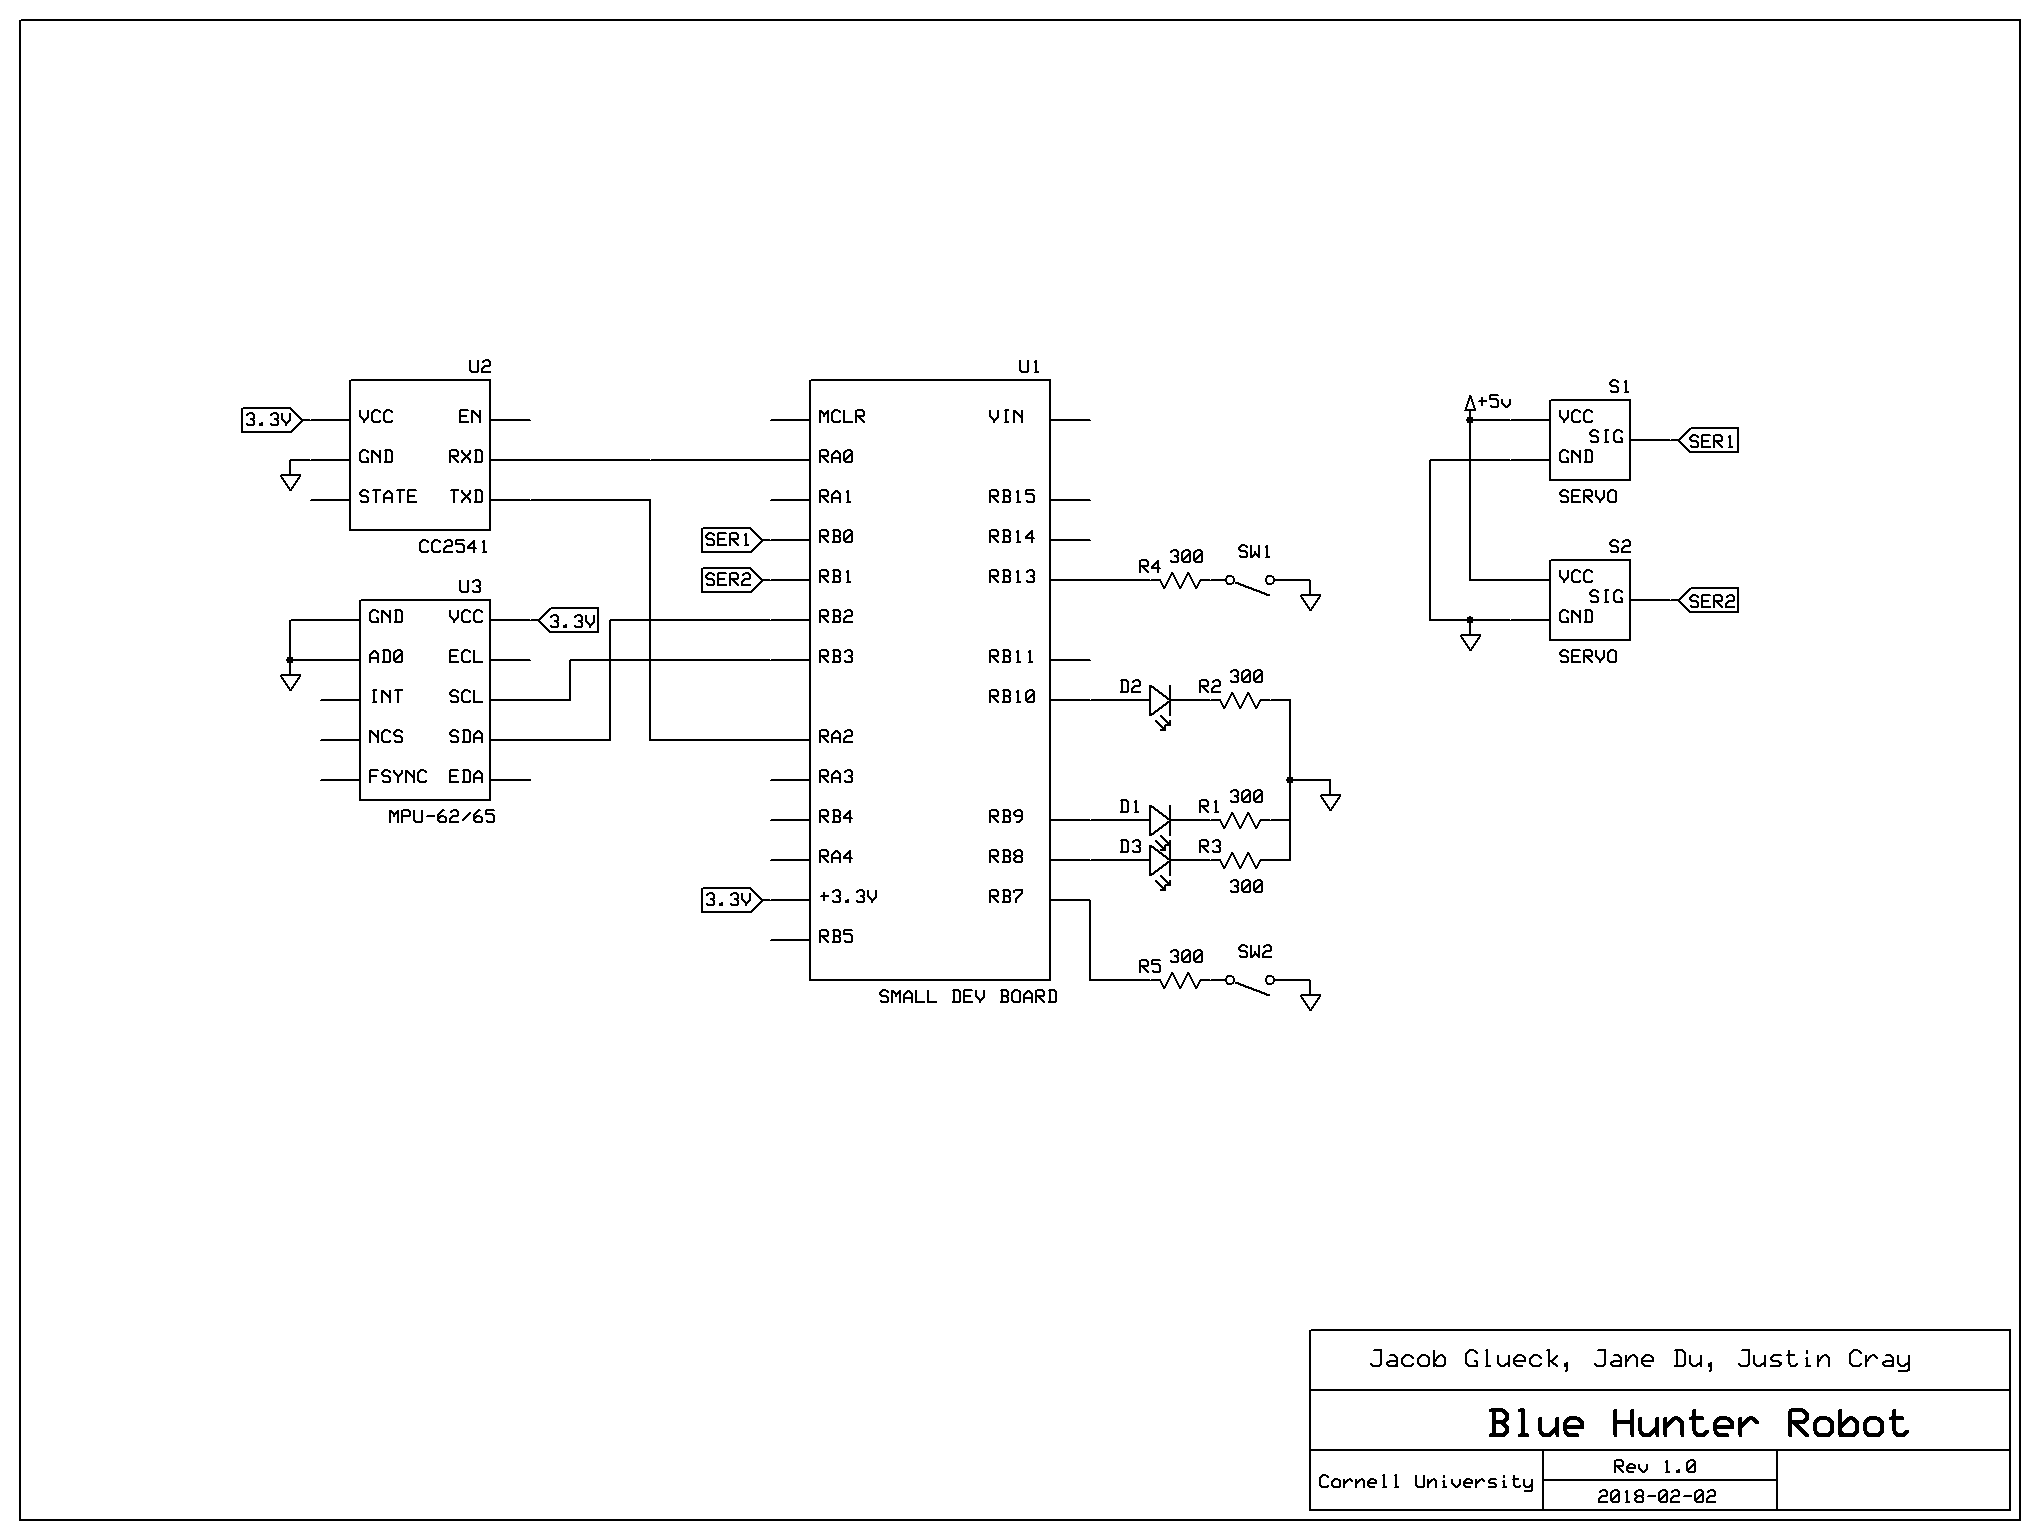 U2
3.3V
VCC
EN
GND
RXD
STATE
TXD
CC2541
U3
GND
VCC
3.3V
AD0
ECL
INT
SCL
NCS
SDA
FSYNC
EDA
MPU-62/65
U1
MCLR
VIN
RA0
RA1
RB15
SER1
RB0
RB14
SER2
RB1
RB13
RB2
RB3
RB11
RB10
RA2
RA3
RB4
RB9
RA4
RB8
3.3V
+3.3V
RB7
RB5
SMALL DEV BOARD
R4
300
SW1
D2
R2
300
D1
R1
300
D3
R3
300
R5
300
SW2
+5v
S1
VCC
SIG
SER1
GND
SERVO
S2
VCC
SIG
SER2
GND
SERVO
Jacob Glueck, Jane Du, Justin Cray
Blue Hunter Robot
Cornell University
Rev 1.0
2018-02-02